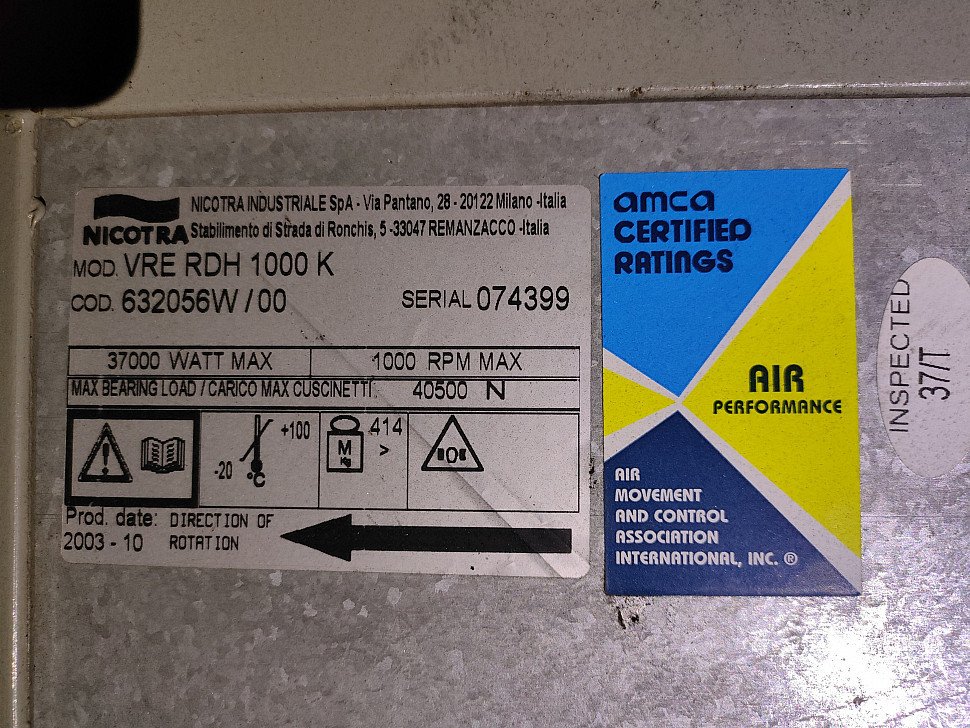 NICOTRA
NICOTRA INDUSTRIALE SpA - Via Pantano, 28 - 20122 Milano -Italia
Stabilimento di Strada di Ronchis, 5 -33047 REMANZACCO -Italia
MOD. VRE RDH 1000 K
COD. 632056W / 00 SERIAL 074399
37000 WATT MAX 1000 RPM MAX
MAX BEARING LOAD / CARICO MAX CUSCINETTI: 40500 N
-20 +100 °C
M Kg 414 >
Prod. date: DIRECTION OF
2003 - 10 ROTATION
amca
CERTIFIED
RATINGS
AIR
PERFORMANCE
AIR
MOVEMENT
AND CONTROL
ASSOCIATION
INTERNATIONAL, INC. ®
INSPECTED
37/T